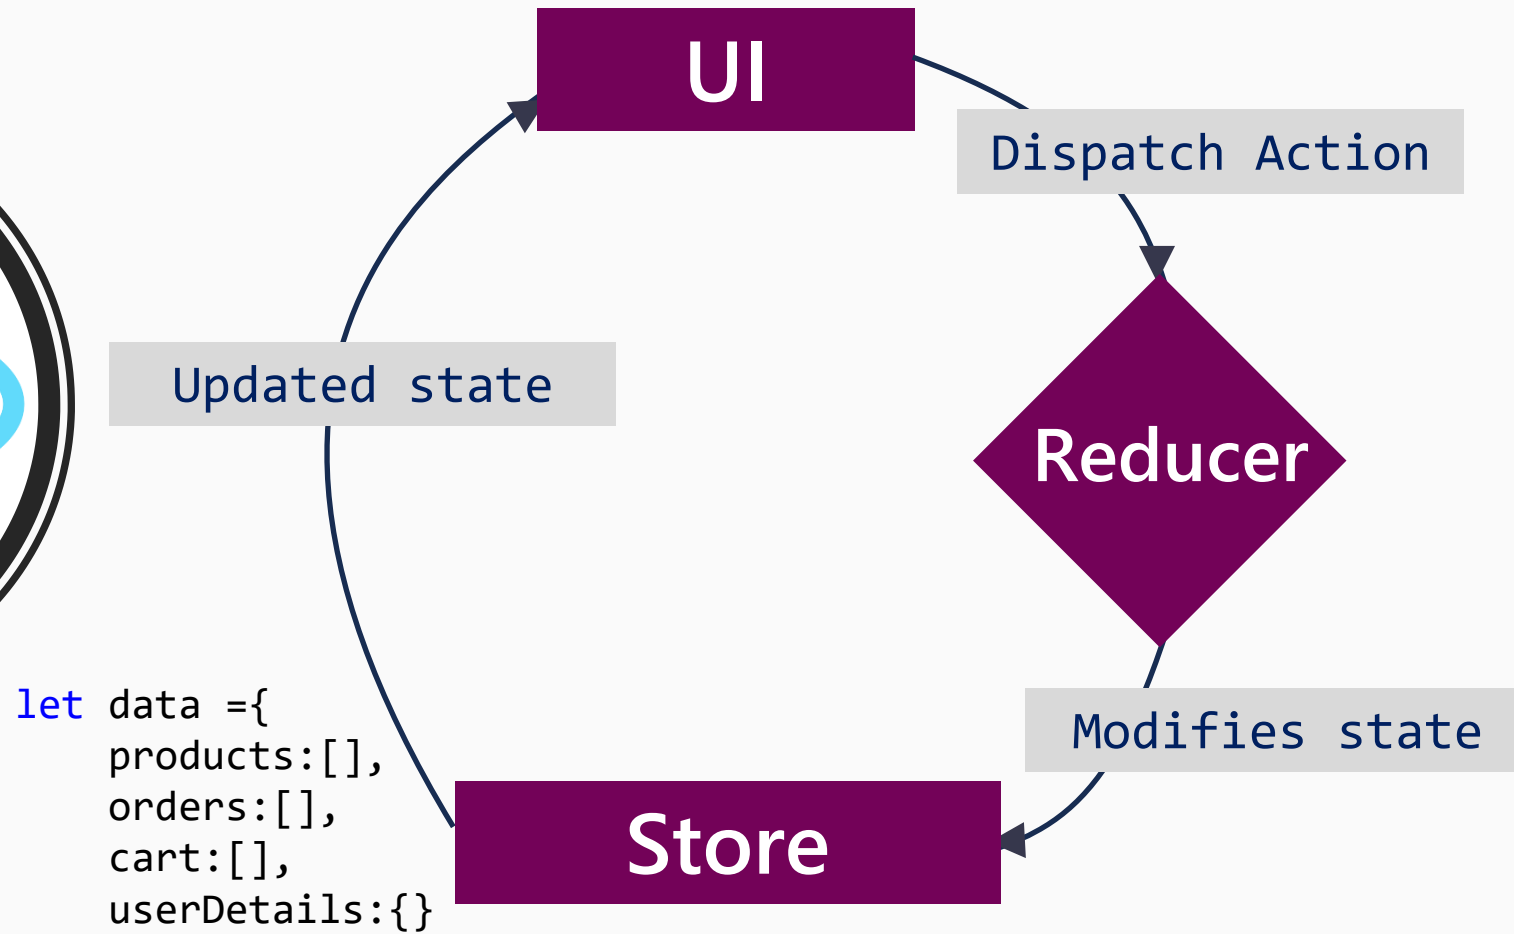 UI
Dispatch Action
Updated state
Reducer
Modifies state
Store
let data ={
products:[],
orders:[],
cart:[],
userDetails:{}